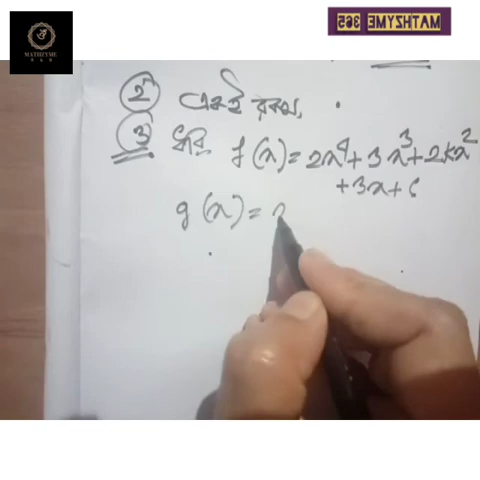 MATHZYME
MATHZYME 365
2 একই রকম,
3 ধরি, f(x) = 2x⁴ + 3x³ + 2kx²
+ 3x + 6
g(x) =